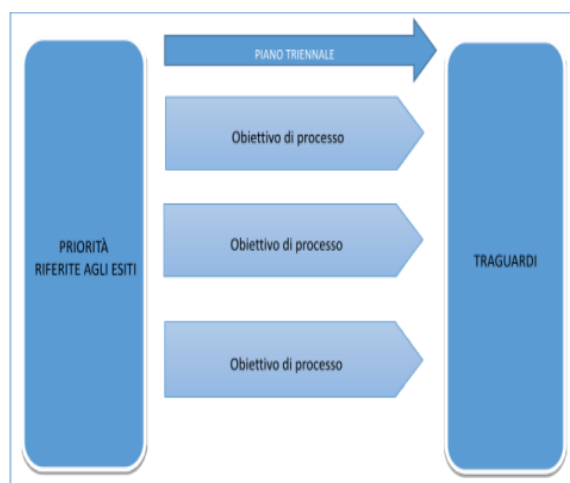 PIANO TRIENNALE
Obiettivo di processo
PRIORITÀ
RIFERITE AGLI ESITI
Obiettivo di processo
TRAGUARDI
Obiettivo di processo